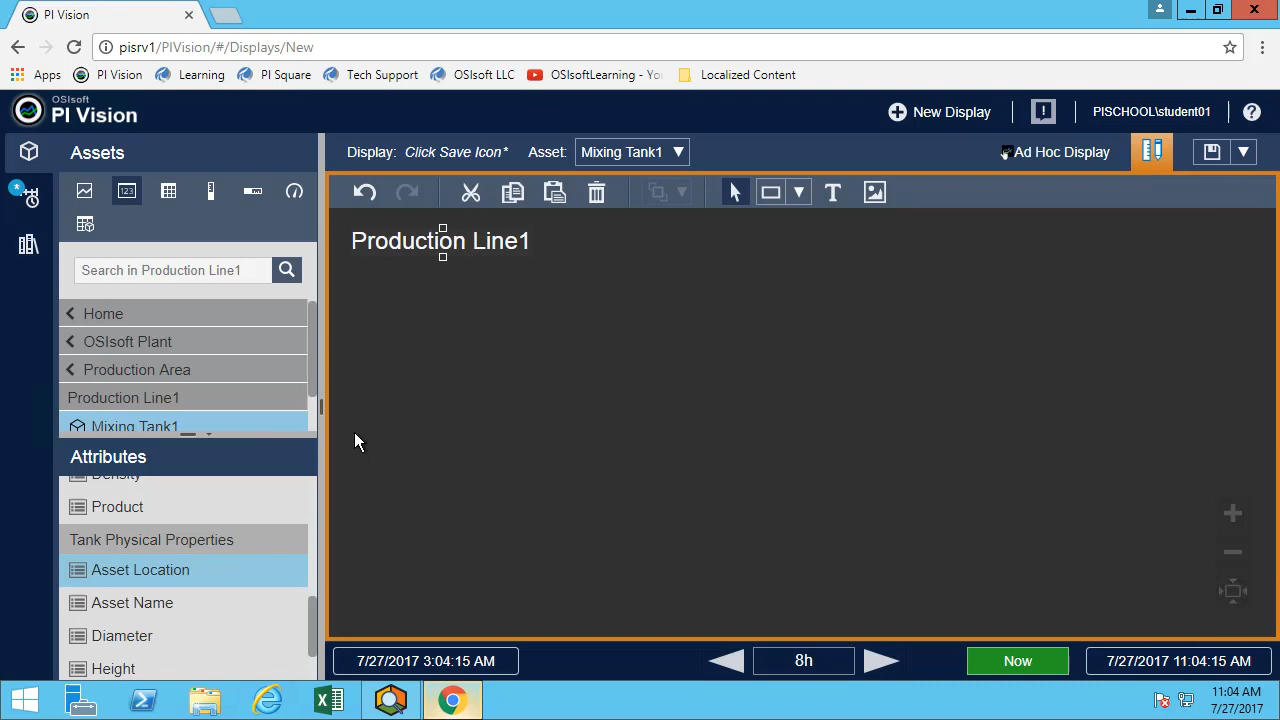 PI Vision
pisrv1/PIVision/#/Displays/New
Apps PI Vision Learning PI Square Tech Support OSIsoft LLC OSIsoftLearning - Yo Localized Content
OSIsoft
PI Vision
New Display
PISCHOOL\student01
Assets
Display: Click Save Icon* Asset: Mixing Tank1
Ad Hoc Display
Search in Production Line1
Home
OSIsoft Plant
Production Area
Production Line1
Mixing Tank1
Production Line1
Attributes
Density
Product
Tank Physical Properties
Asset Location
Asset Name
Diameter
Height
7/27/2017 3:04:15 AM
8h
Now
7/27/2017 11:04:15 AM
11:04 AM
7/27/2017